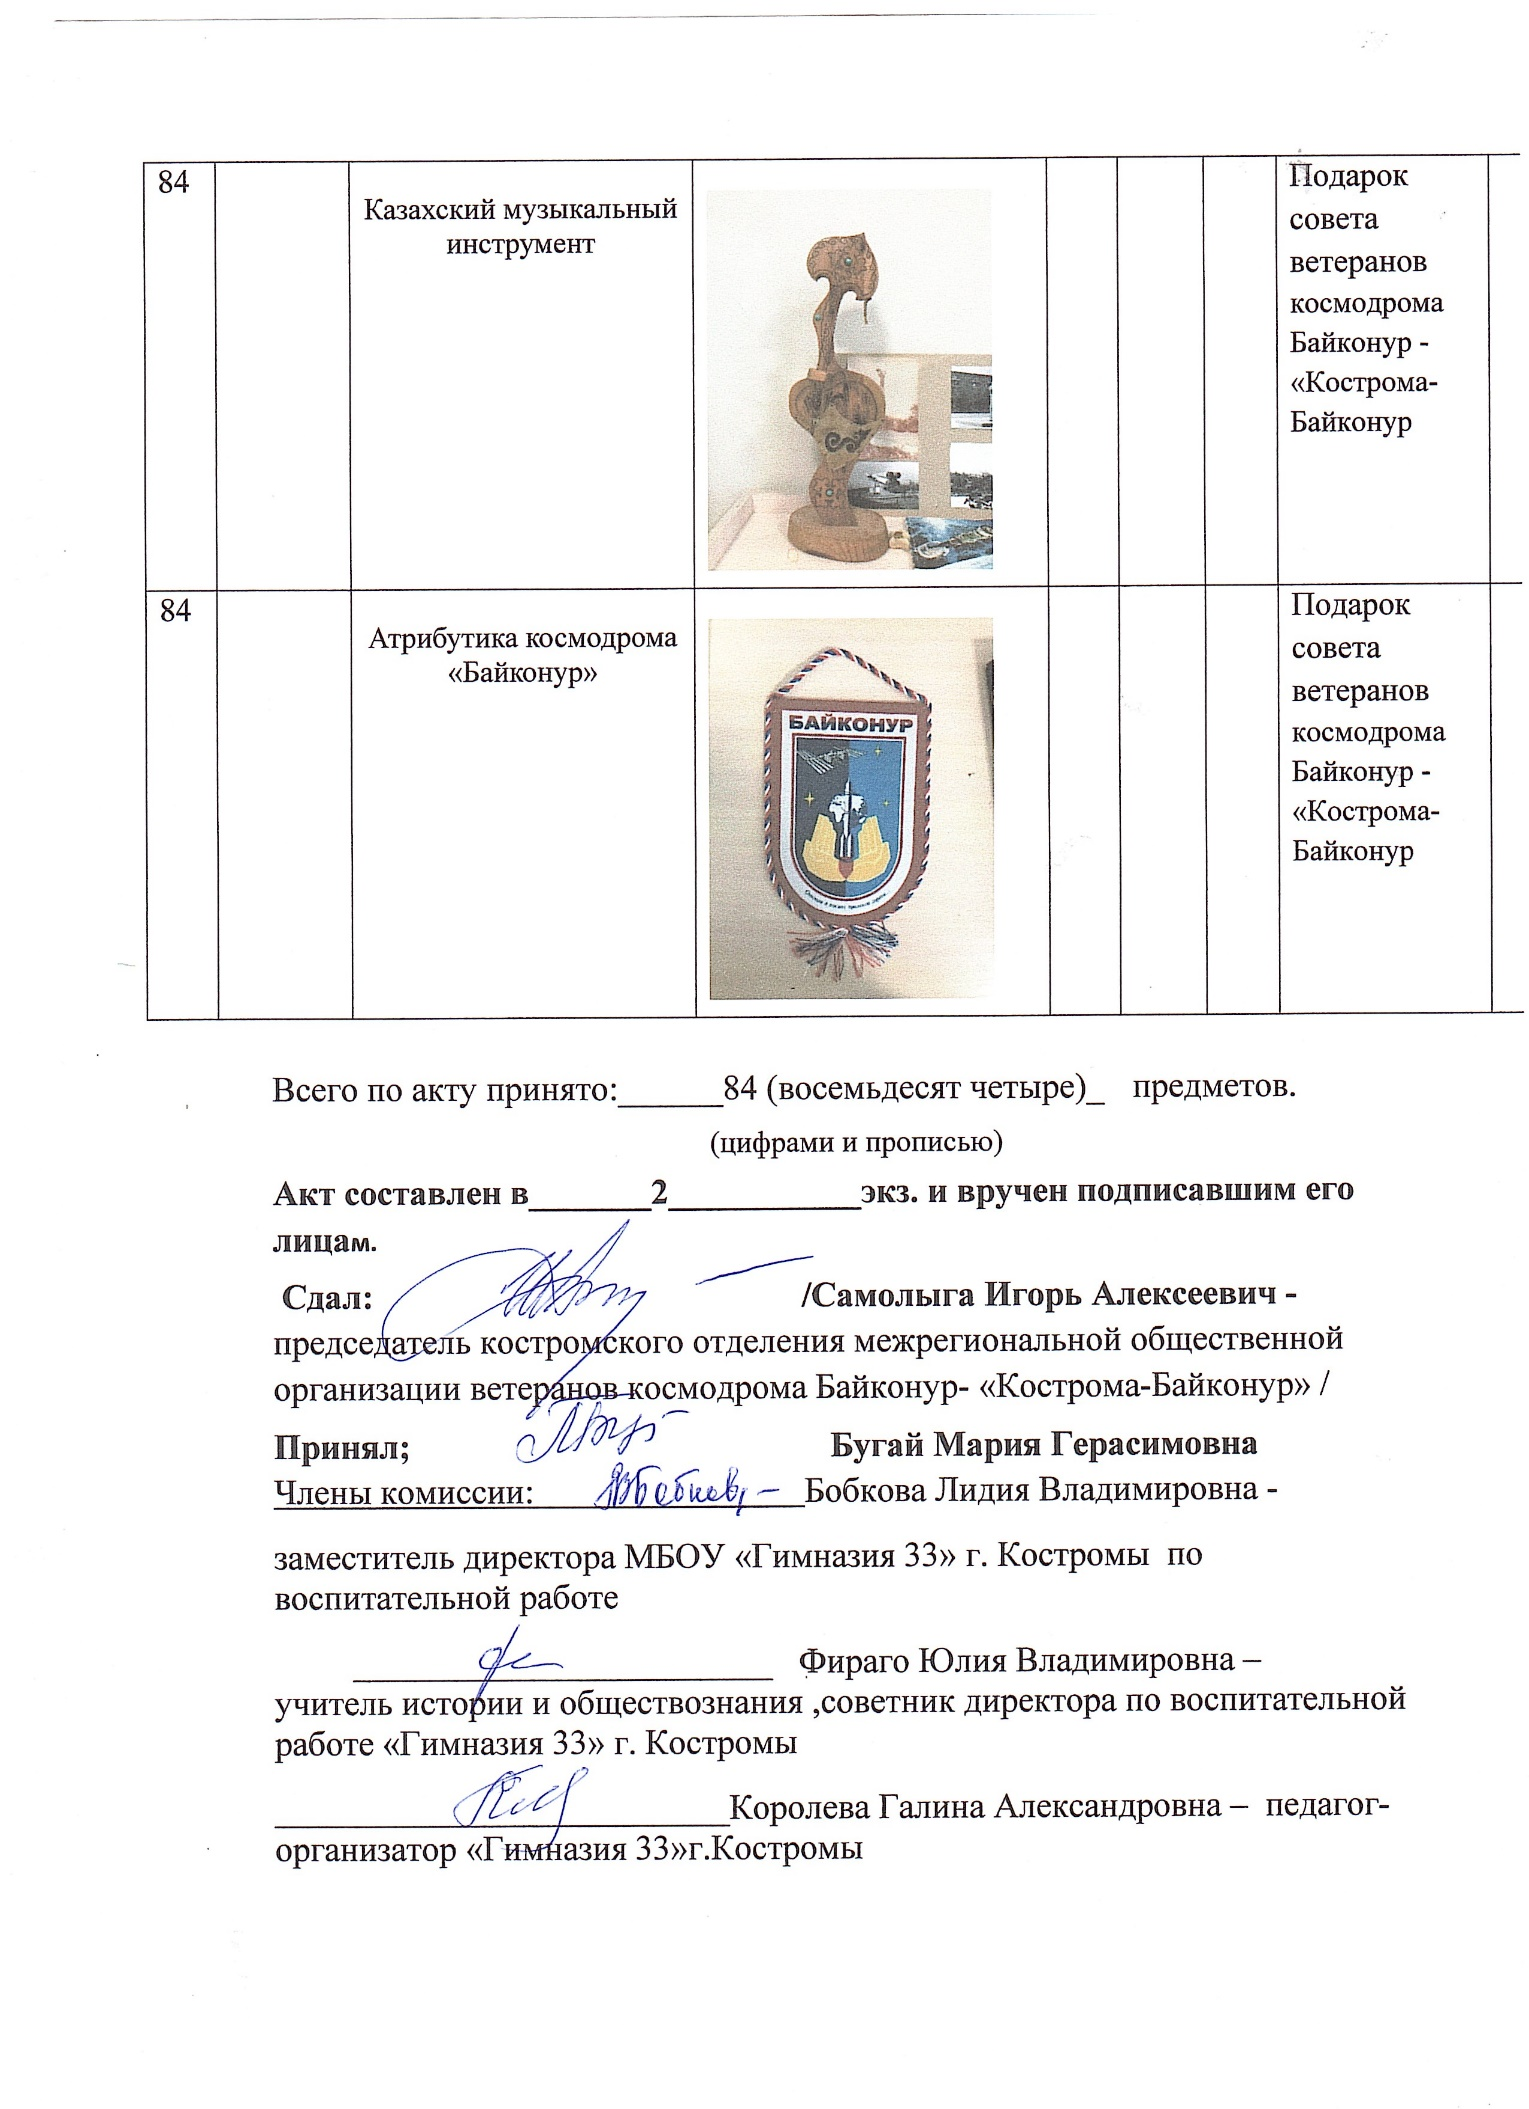 84
Казахский музыкальный
инструмент
Подарок
совета
ветеранов
космодрома
Байконур -
«Кострома-
Байконур
84
Атрибутика космодрома
«Байконур»
БАЙКОНУР
Подарок
совета
ветеранов
космодрома
Байконур -
«Кострома-
Байконур
Всего по акту принято:______84 (восемьдесят четыре)_ предметов.
(цифрами и прописью)
Акт составлен в_______2___________экз. и вручен подписавшим его
лицам.
Сдал: /Самолыга Игорь Алексеевич -
председатель костромского отделения межрегиональной общественной
организации ветеранов космодрома Байконур- «Кострома-Байконур» /
Принял; Бугай Мария Герасимовна
Члены комиссии:________________Бобкова Лидия Владимировна -
заместитель директора МБОУ «Гимназия 33» г. Костромы по
воспитательной работе
________________________ Фираго Юлия Владимировна –
учитель истории и обществознания ,советник директора по воспитательной
работе «Гимназия 33» г. Костромы
__________________________Королева Галина Александровна – педагог-
организатор «Гимназия 33»г.Костромы